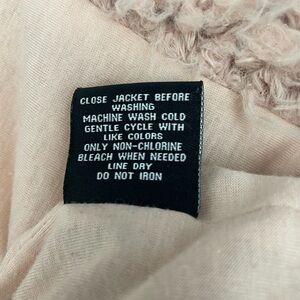 CLOSE JACKET BEFORE
WASHING
MACHINE WASH COLD
GENTLE CYCLE WITH
LIKE COLORS
ONLY NON-CHLORINE
BLEACH WHEN NEEDED
LINE DRY
DO NOT IRON